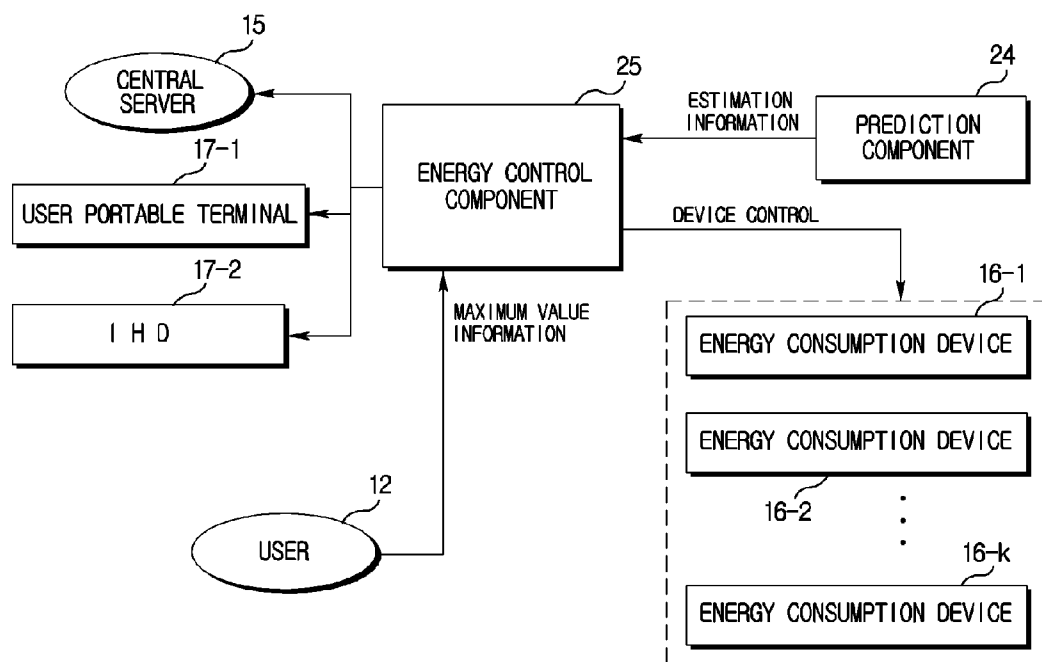 15
CENTRAL
SERVER
17-1
USER PORTABLE TERMINAL
17-2
I H D
25
ENERGY CONTROL
COMPONENT
ESTIMATION
INFORMATION
24
PREDICTION
COMPONENT
DEVICE CONTROL
MAXIMUM VALUE
INFORMATION
12
USER
16-1
ENERGY CONSUMPTION DEVICE
ENERGY CONSUMPTION DEVICE
16-2
16-k
ENERGY CONSUMPTION DEVICE